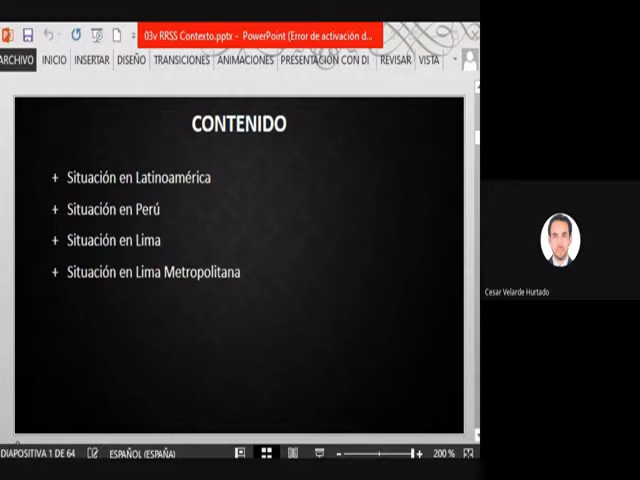 03v RRSS Contexto.pptx - PowerPoint (Error de activación d...
ARCHIVO INICIO INSERTAR DISEÑO TRANSICIONES ANIMACIONES PRESENTACIÓN CON DI REVISAR VISTA
CONTENIDO
+ Situación en Latinoamérica
+ Situación en Perú
+ Situación en Lima
+ Situación en Lima Metropolitana
Cesar Velarde Hurtado
DIAPOSITIVA 1 DE 64 ESPAÑOL (ESPAÑA) 200 %